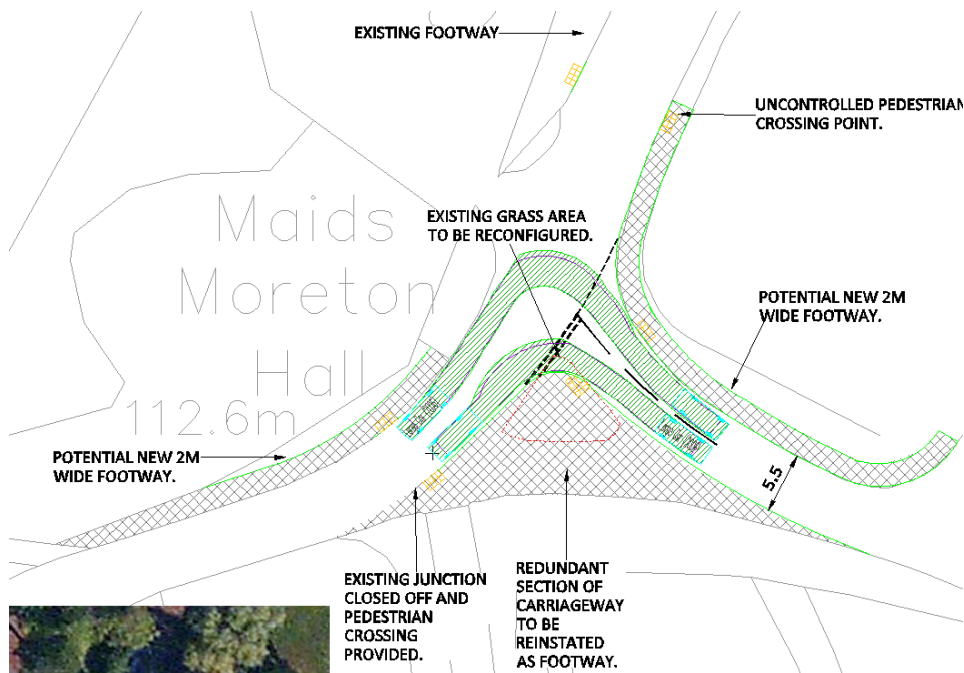 EXISTING FOOTWAY
UNCONTROLLED PEDESTRIAN
CROSSING POINT.
Maids
Moreton
Hall
112.6m
EXISTING GRASS AREA
TO BE RECONFIGURED.
POTENTIAL NEW 2M
WIDE FOOTWAY.
POTENTIAL NEW 2M
WIDE FOOTWAY.
5.5
EXISTING JUNCTION
CLOSED OFF AND
PEDESTRIAN
CROSSING
PROVIDED.
REDUNDANT
SECTION OF
CARRIAGEWAY
TO BE
REINSTATED
AS FOOTWAY.